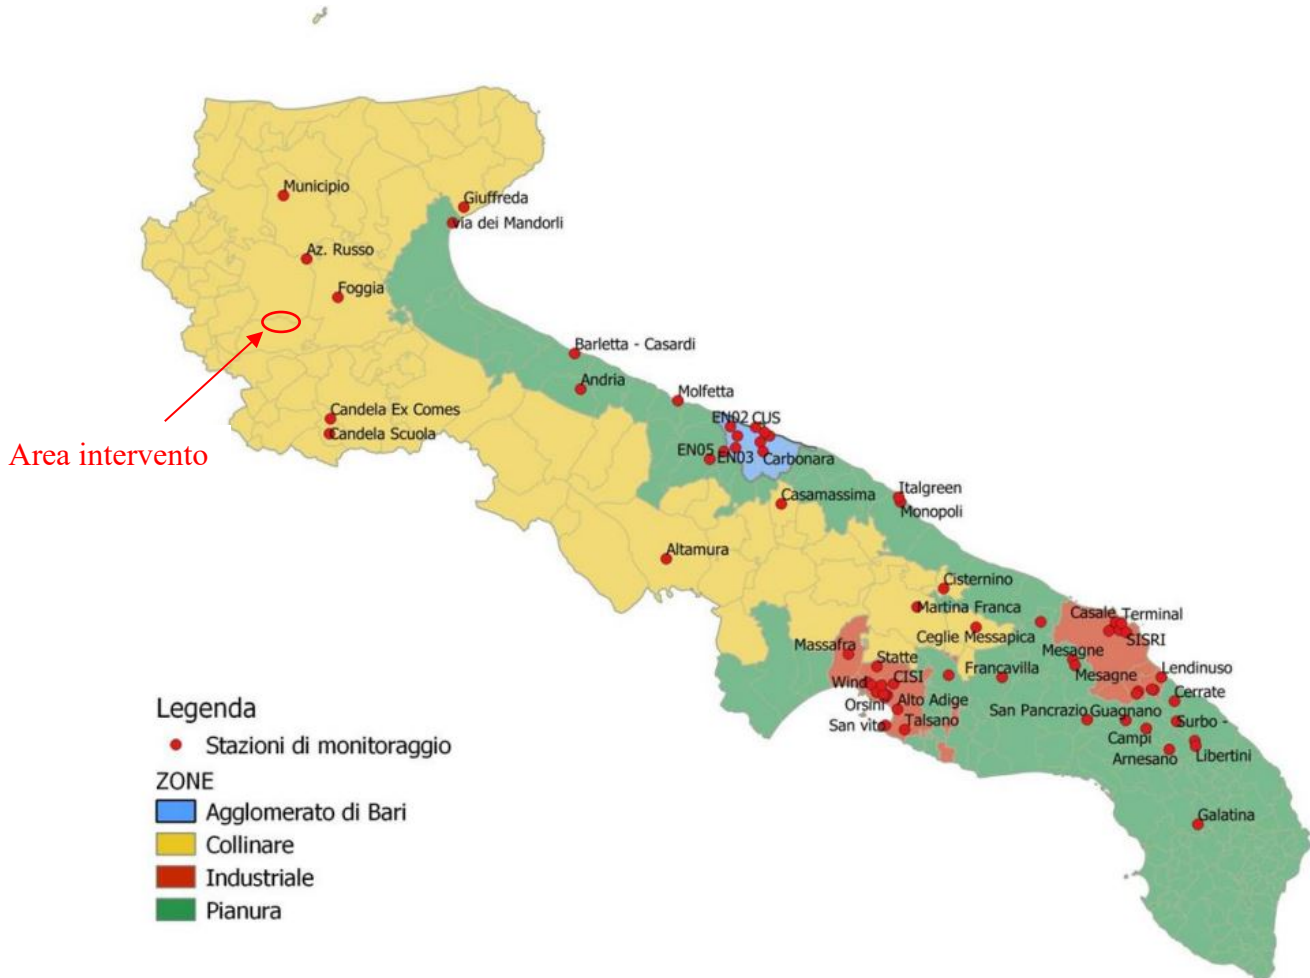 Municipio
Giuffreda
via dei Mandorli
Az. Russo
Foggia
Barletta - Casardi
Andria
Molfetta
Candela Ex Comes
Candela Scuola
Area intervento
EN02
CUS
EN05
EN03
Carbonara
Casamassima
Italgreen
Monopoli
Altamura
Cisternino
Martina Franca
Ceglie Messapica
Casale
Terminal
SISRI
Massafra
Statte
Mesagne
Mesagne
Francavilla
Lendinuso
Wind
CISI
Cerrate
Orsini
Alto Adige
San Pancrazio
Guagnano
Surbo -
San vito
Talsano
Campi
Arnesano
Libertini
Galatina
Legenda
Stazioni di monitoraggio
ZONE
Agglomerato di Bari
Collinare
Industriale
Pianura